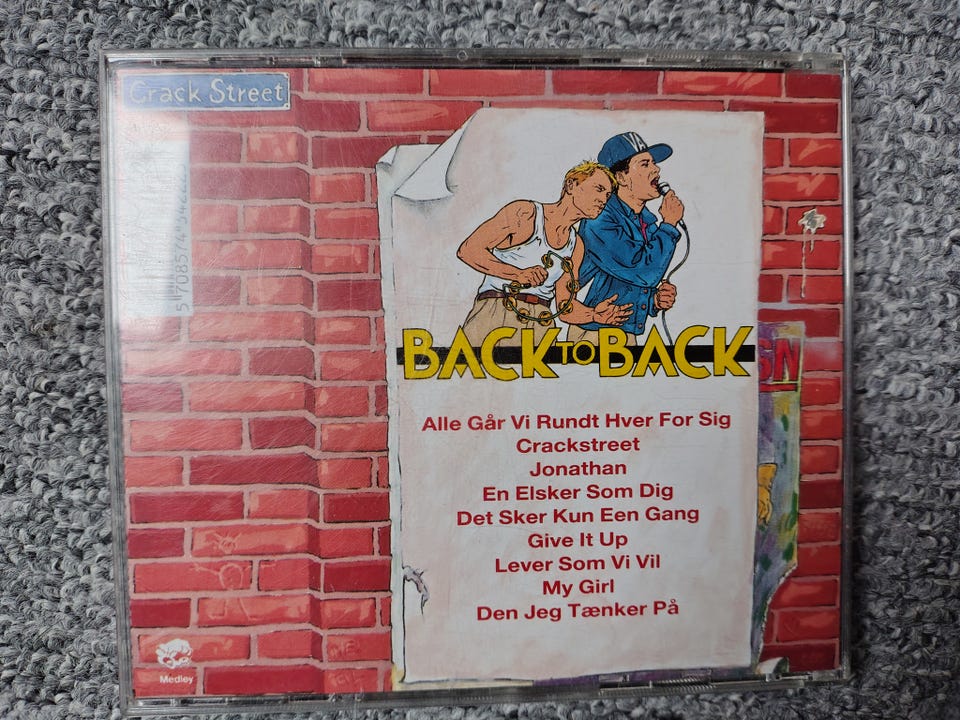 Crack Street
BACK TO BACK
Alle Går Vi Rundt Hver For Sig
Crackstreet
Jonathan
En Elsker Som Dig
Det Sker Kun Een Gang
Give It Up
Lever Som Vi Vil
My Girl
Den Jeg Tænker På
Medley